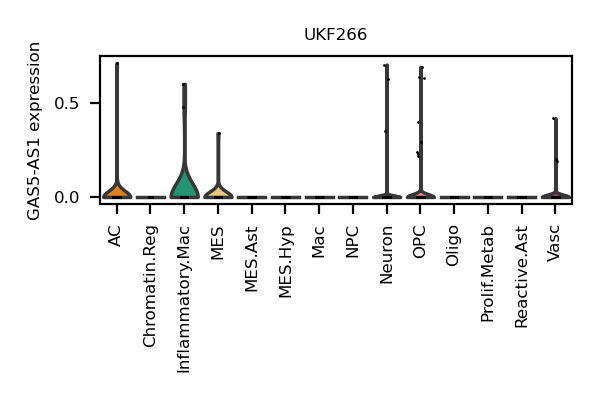 UKF266
GAS5-AS1 expression
0.5
0.0
AC
Chromatin.Reg
Inflammatory.Mac
MES
MES.Ast
MES.Hyp
Mac
NPC
Neuron
OPC
Oligo
Prolif.Metab
Reactive.Ast
Vasc